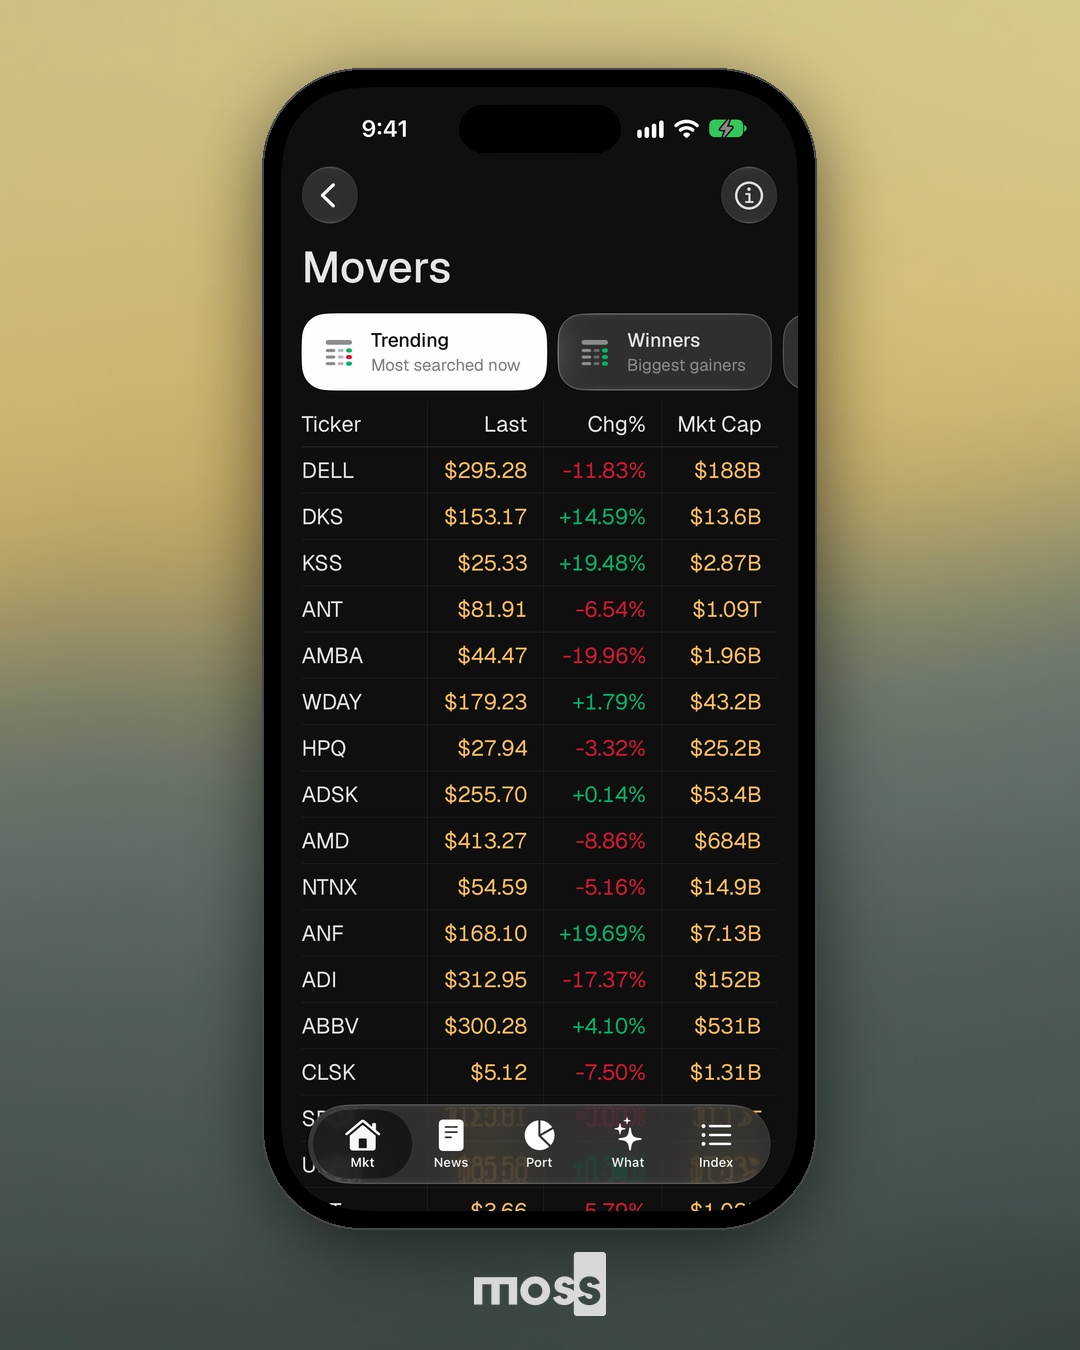 9:41
Movers
Trending
Most searched now
Winners
Biggest gainers
Ticker Last Chg% Mkt Cap
DELL $295.28 -11.83% $188B
DKS $153.17 +14.59% $13.6B
KSS $25.33 +19.48% $2.87B
ANT $81.91 -6.54% $1.09T
AMBA $44.47 -19.96% $1.96B
WDAY $179.23 +1.79% $43.2B
HPQ $27.94 -3.32% $25.2B
ADSK $255.70 +0.14% $53.4B
AMD $413.27 -8.86% $684B
NTNX $54.59 -5.16% $14.9B
ANF $168.10 +19.69% $7.13B
ADI $312.95 -17.37% $152B
ABBV $300.28 +4.10% $531B
CLSK $5.12 -7.50% $1.31B
Mkt News Port What Index
$3.66
moss